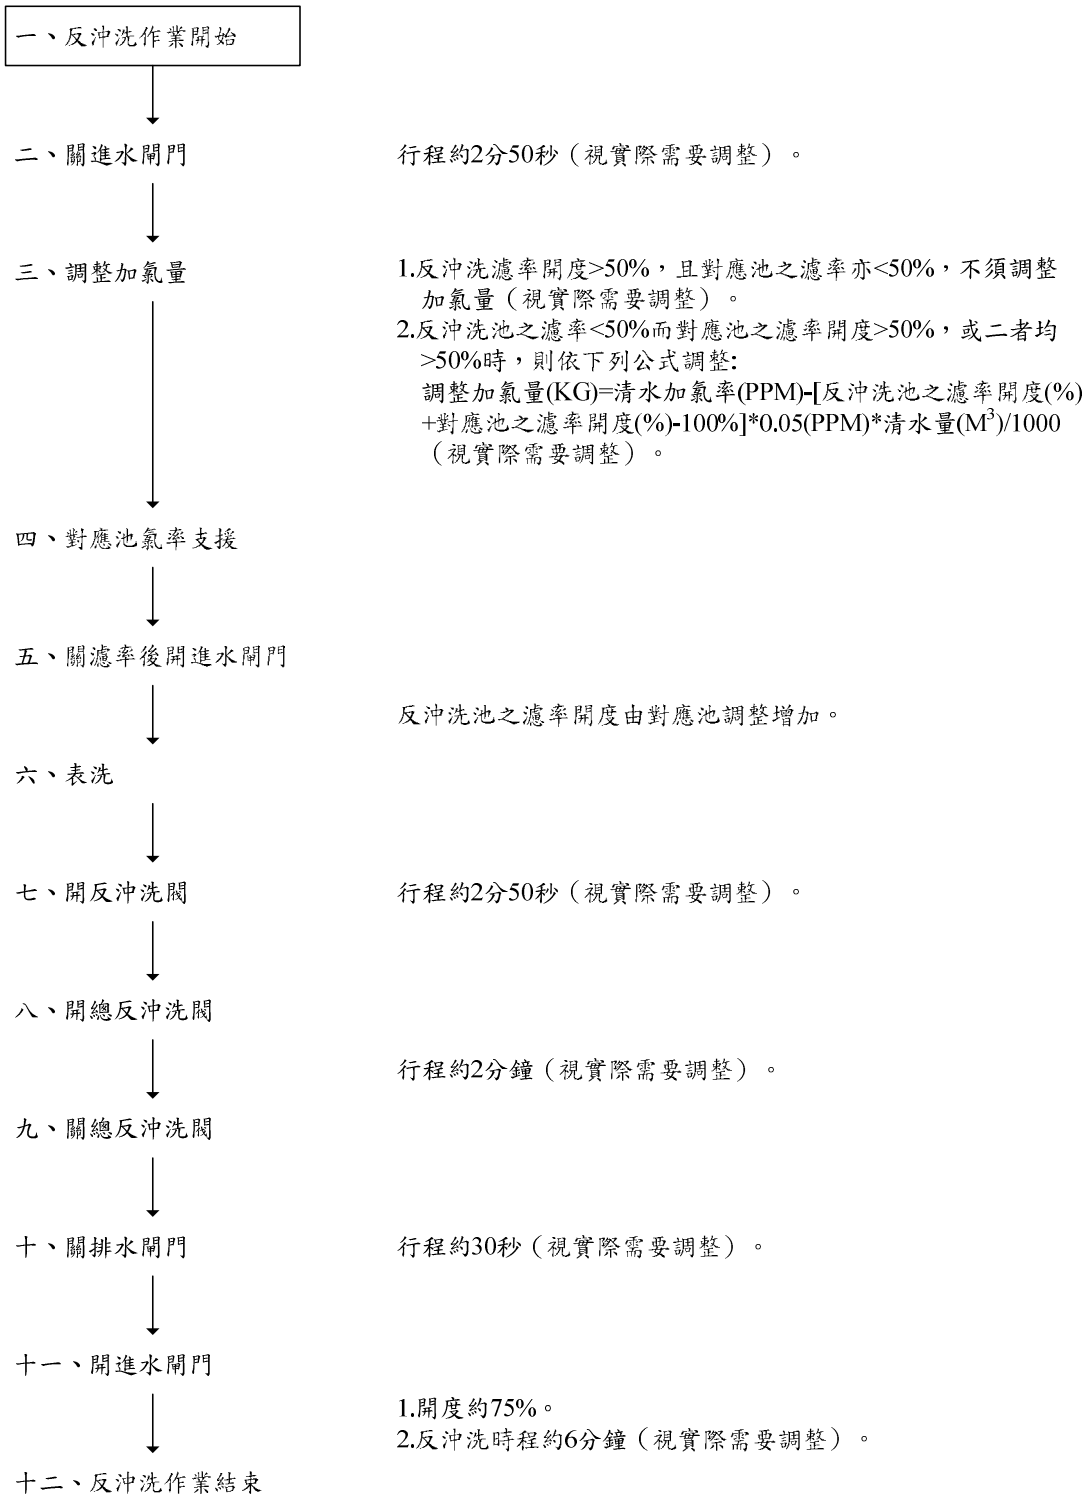 一、反沖洗作業開始
二、關進水閘門
行程約2分50秒（視實際需要調整）。
三、調整加氯量
1.反沖洗濾率開度>50%，且對應池之濾率亦<50%，不須調整
加氯量（視實際需要調整）。
2.反沖洗池之濾率<50%而對應池之濾率開度>50%，或二者均
>50%時，則依下列公式調整:
調整加氯量(KG)=清水加氯率(PPM)-[反沖洗池之濾率開度(%)
+對應池之濾率開度(%)-100%]*0.05(PPM)*清水量(M³)/1000
（視實際需要調整）。
四、對應池氯率支援
五、關濾率後開進水閘門
反沖洗池之濾率開度由對應池調整增加。
六、表洗
七、開反沖洗閥
行程約2分50秒（視實際需要調整）。
八、開總反沖洗閥
行程約2分鐘（視實際需要調整）。
九、關總反沖洗閥
十、關排水閘門
行程約30秒（視實際需要調整）。
十一、開進水閘門
1.開度約75%。
2.反沖洗時程約6分鐘（視實際需要調整）。
十二、反沖洗作業結束